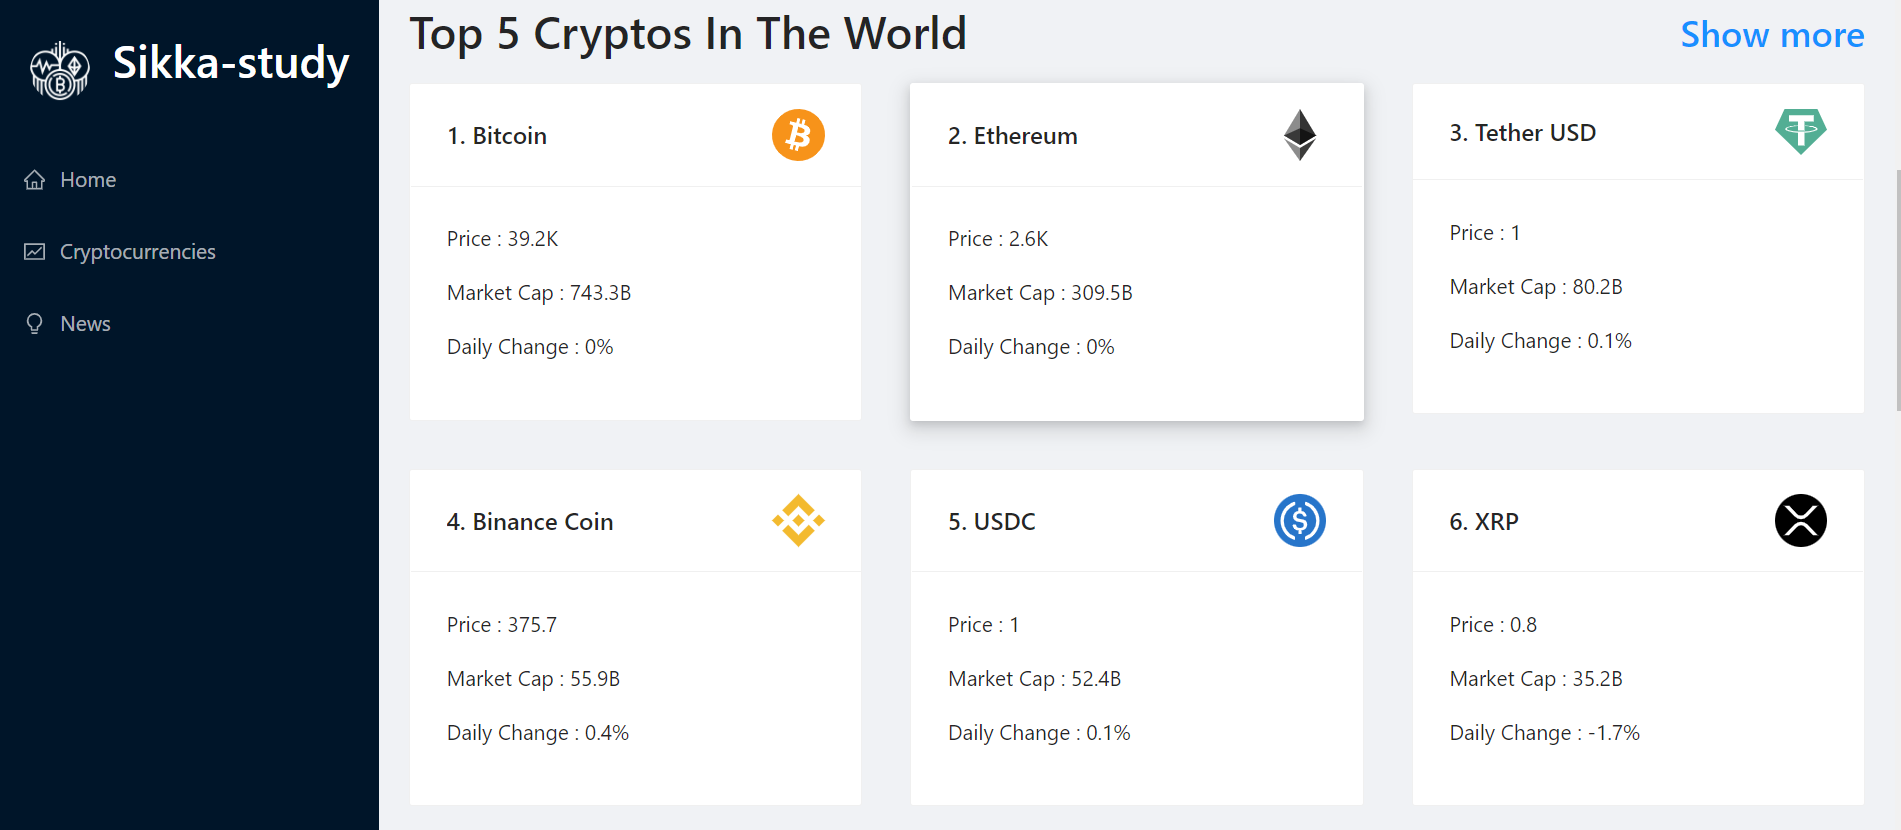 Sikka-study
Home
Cryptocurrencies
News
Top 5 Cryptos In The World
Show more
1. Bitcoin
Price : 39.2K
Market Cap : 743.3B
Daily Change : 0%
2. Ethereum
Price : 2.6K
Market Cap : 309.5B
Daily Change : 0%
3. Tether USD
Price : 1
Market Cap : 80.2B
Daily Change : 0.1%
4. Binance Coin
Price : 375.7
Market Cap : 55.9B
Daily Change : 0.4%
5. USDC
Price : 1
Market Cap : 52.4B
Daily Change : 0.1%
6. XRP
Price : 0.8
Market Cap : 35.2B
Daily Change : -1.7%